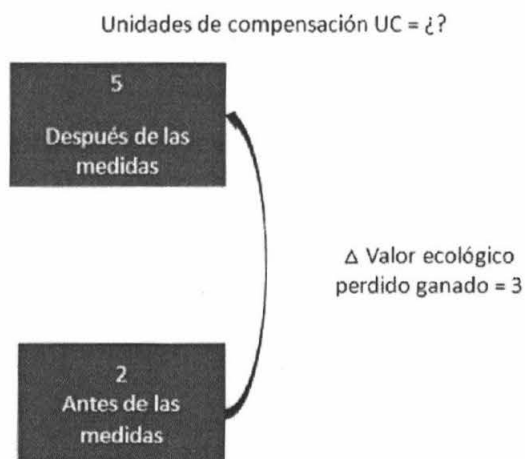 Unidades de compensación UC = ¿?
5
Después de las
medidas
△ Valor ecológico
perdido ganado = 3
2
Antes de las
medidas